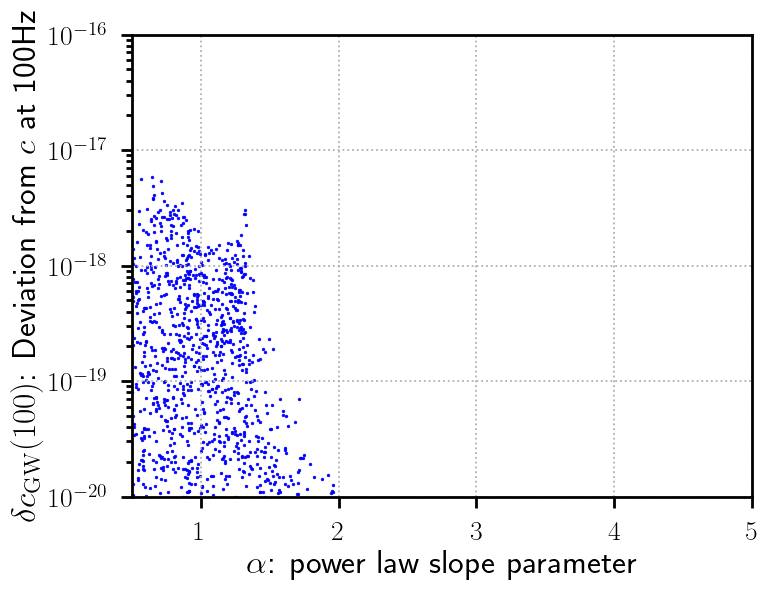 δc_GW(100): Deviation from c at 100Hz
10^−16
10^−17
10^−18
10^−19
10^−20
1 2 3 4 5
α: power law slope parameter